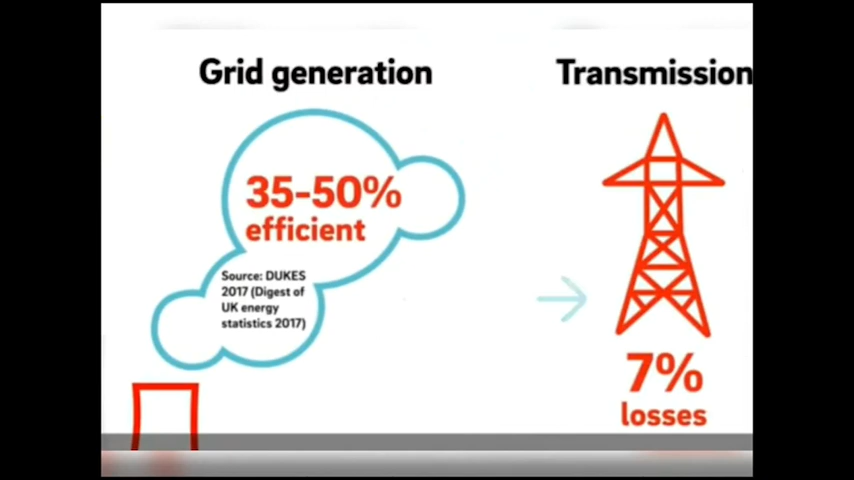 Grid generation
Transmission
35-50%
efficient
Source: DUKES
2017 (Digest of
UK energy
statistics 2017)
7%
losses